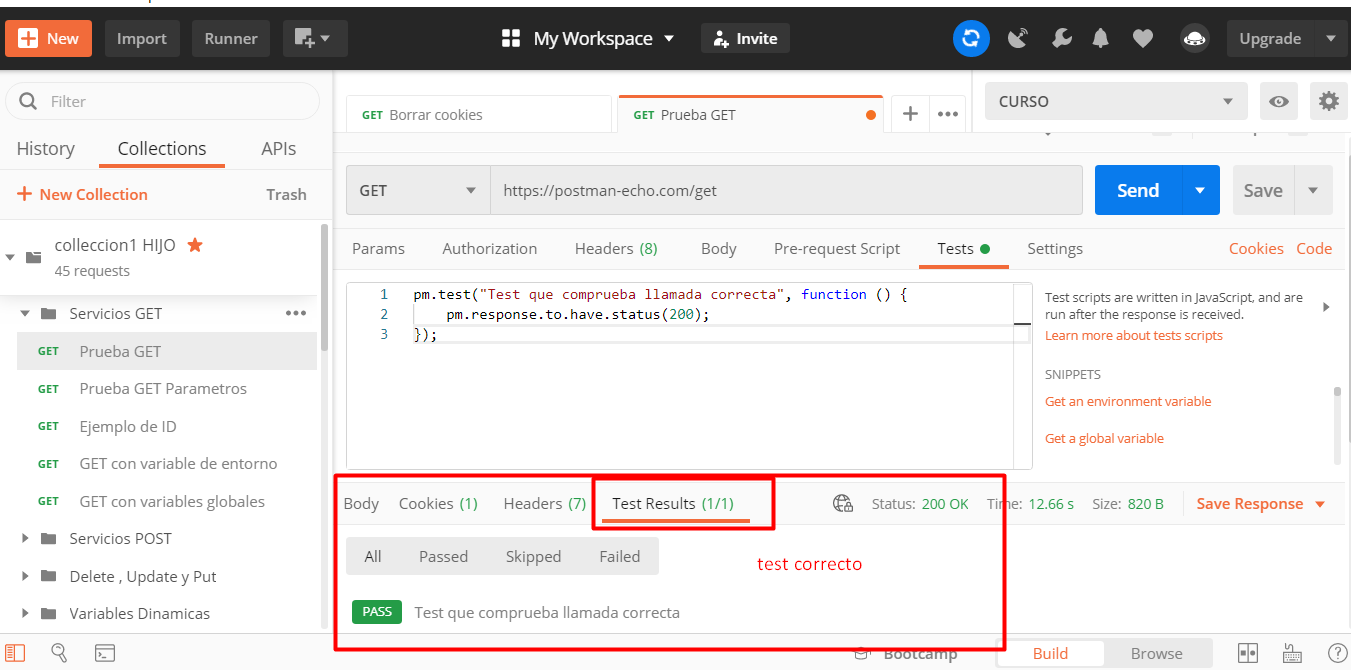 New
Import
Runner
My Workspace
Invite
Upgrade
Filter
History
Collections
APIs
New Collection
Trash
colleccion1 HIJO
45 requests
Servicios GET
GET Prueba GET
GET Prueba GET Parametros
GET Ejemplo de ID
GET GET con variable de entorno
GET GET con variables globales
Servicios POST
Delete , Update y Put
Variables Dinamicas
GET Borrar cookies
GET Prueba GET
CURSO
GET
https://postman-echo.com/get
Send
Save
Params
Authorization
Headers (8)
Body
Pre-request Script
Tests
Settings
Cookies
Code
1 pm.test("Test que comprueba llamada correcta", function () {
2 pm.response.to.have.status(200);
3 });
Test scripts are written in JavaScript, and are
run after the response is received.
Learn more about tests scripts
SNIPPETS
Get an environment variable
Get a global variable
Body
Cookies (1)
Headers (7)
Test Results (1/1)
Status: 200 OK
Time: 12.66 s
Size: 820 B
Save Response
All
Passed
Skipped
Failed
test correcto
PASS Test que comprueba llamada correcta
Bootcamp
Build
Browse